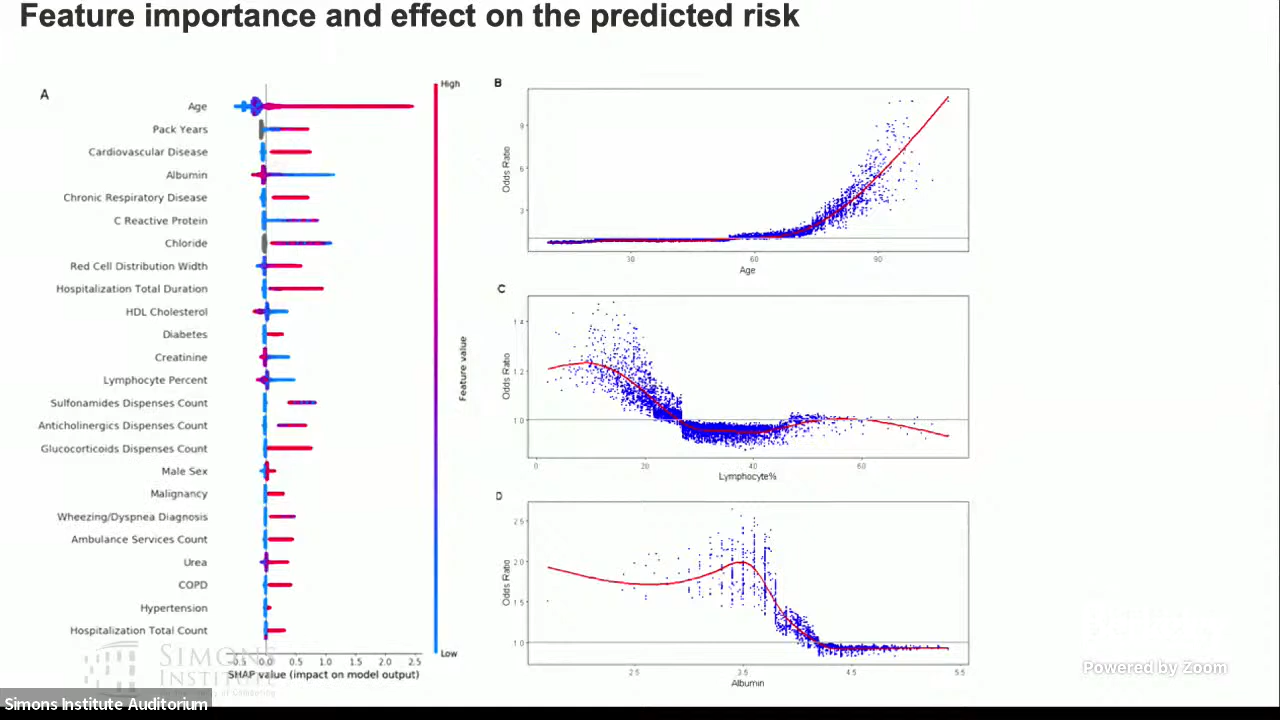 Feature importance and effect on the predicted risk
A
High
Age
Pack Years
Cardiovascular Disease
Albumin
Chronic Respiratory Disease
C Reactive Protein
Chloride
Red Cell Distribution Width
Hospitalization Total Duration
HDL Cholesterol
Diabetes
Creatinine
Lymphocyte Percent
Sulfonamides Dispenses Count
Anticholinergics Dispenses Count
Glucocorticoids Dispenses Count
Male Sex
Malignancy
Wheezing/Dyspnea Diagnosis
Ambulance Services Count
Urea
COPD
Hypertension
Hospitalization Total Count
Low
Feature value
-0.5 0.0 0.5 1.0 1.5 2.0 2.5
SHAP value (impact on model output)
B
Odds Ratio
9
6
3
30 60 90
Age
C
Odds Ratio
1.4
1.2
1.0
0 20 40 60
Lymphocyte%
D
Odds Ratio
2.5
2.0
1.5
1.0
2.5 3.5 4.5 5.5
Albumin
SIMONS
INSTITUTE
Powered by Zoom
Simons Institute Auditorium